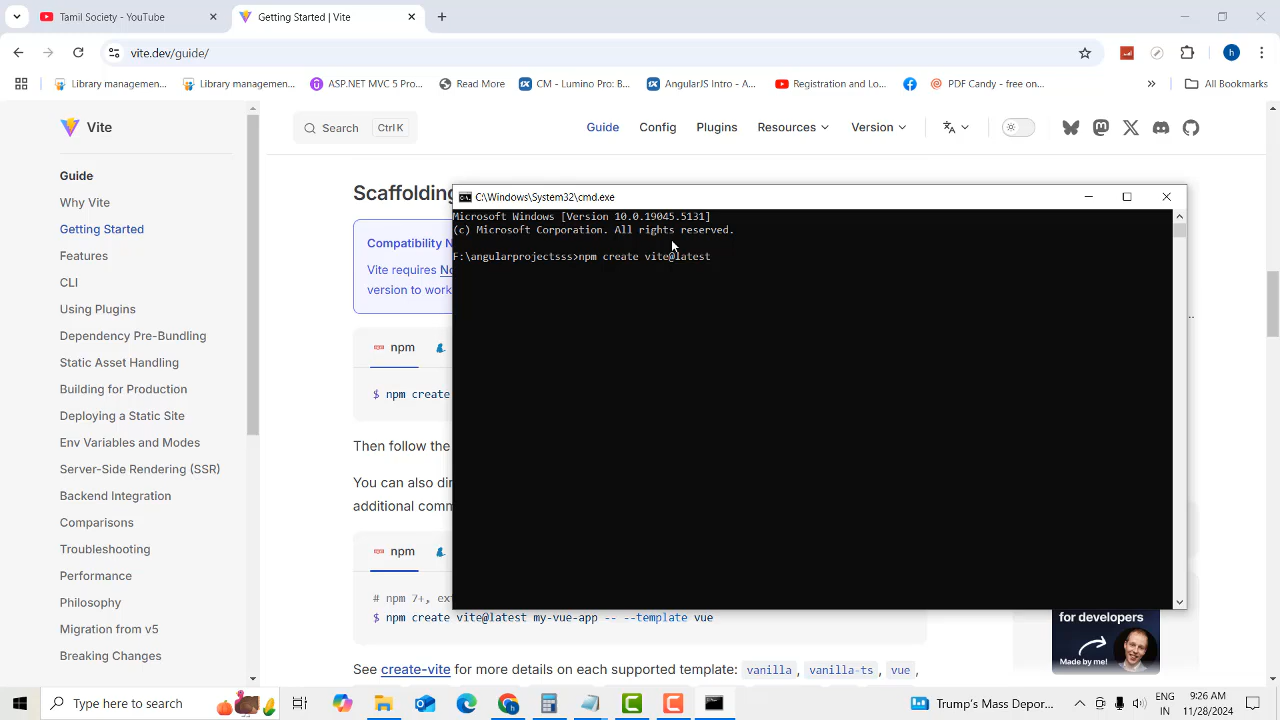 Tamil Society - YouTube
Getting Started | Vite
vite.dev/guide/
h
Library managemen...
Library managemen...
ASP.NET MVC 5 Proj...
Read More
CM - Lumino Pro: B...
AngularJS Intro - A...
Registration and Lo...
PDF Candy - free on...
All Bookmarks
Vite
Search
Ctrl K
Guide
Config
Plugins
Resources
Version
Guide
Why Vite
Getting Started
Features
CLI
Using Plugins
Dependency Pre-Bundling
Static Asset Handling
Building for Production
Deploying a Static Site
Env Variables and Modes
Server-Side Rendering (SSR)
Backend Integration
Comparisons
Troubleshooting
Performance
Philosophy
Migration from v5
Breaking Changes
Scaffolding
Compatibility N
Vite requires No
version to work
npm
$ npm create
Then follow the
You can also dir
additional comm
npm
# npm 7+, ext
$ npm create vite@latest my-vue-app -- --template vue
See create-vite for more details on each supported template: vanilla, vanilla-ts, vue,
C:\Windows\System32\cmd.exe
Microsoft Windows [Version 10.0.19045.5131]
(c) Microsoft Corporation. All rights reserved.
F:\angularprojectsss>npm create vite@latest
for developers
Made by me!
Type here to search
Trump's Mass Depor...
ENG
IN
9:26 AM
11/28/2024